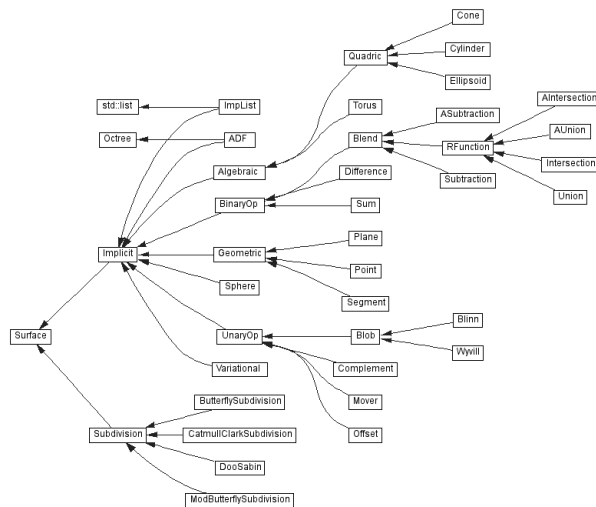 Cone
Quadric
Cylinder
Ellipsoid
std::list
ImpList
Torus
AIntersection
ASubtraction
Octree
ADF
Blend
RFunction
AUnion
Algebraic
Difference
Intersection
Subtraction
BinaryOp
Sum
Union
Plane
Implicit
Geometric
Point
Sphere
Segment
Blinn
Surface
UnaryOp
Blob
Wyvill
Variational
Complement
ButterflySubdivision
Mover
Subdivision
CatmullClarkSubdivision
Offset
DooSabin
ModButterflySubdivision